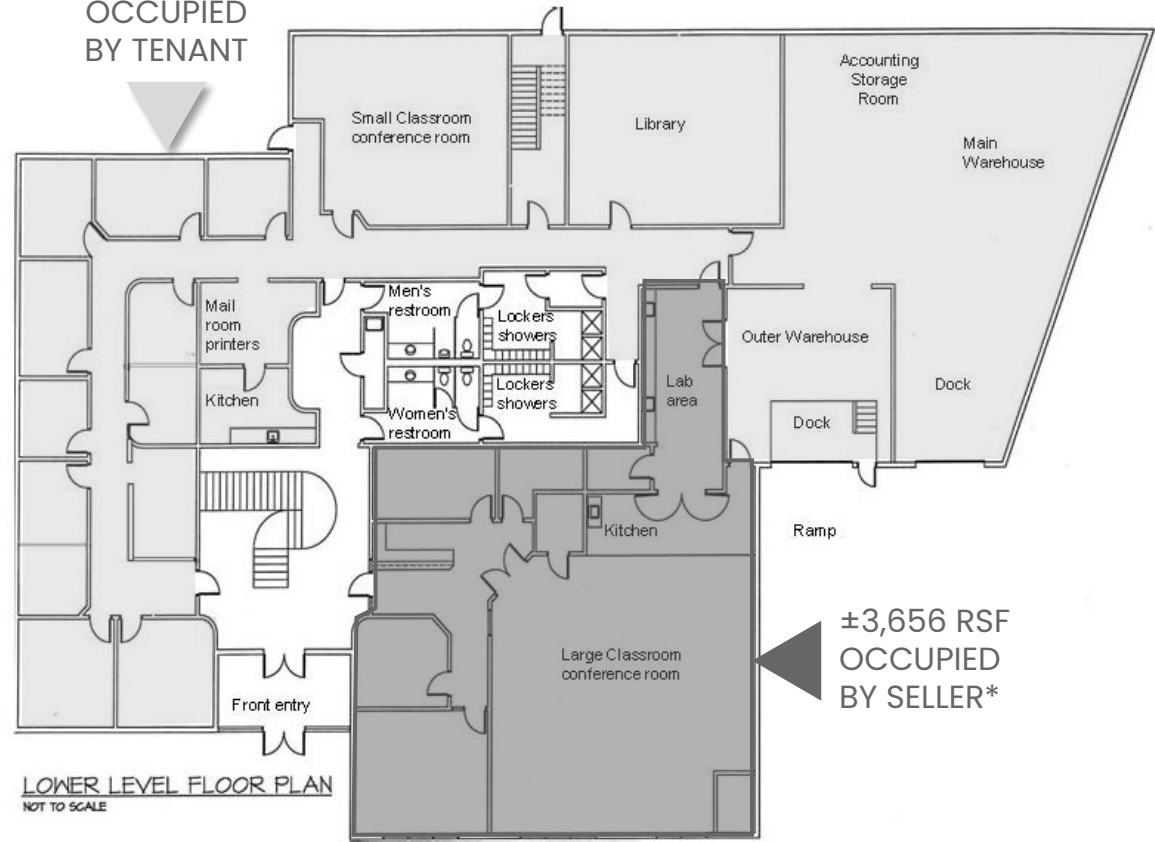 OCCUPIED
BY TENANT
Small Classroom
conference room
Library
Accounting
Storage
Room
Main
Warehouse
Mail
room
printers
Men's
restroom
Lockers
showers
Outer Warehouse
Kitchen
Lockers
showers
Lab
area
Dock
Women's
restroom
Dock
Kitchen
Ramp
±3,656 RSF
OCCUPIED
BY SELLER*
Large Classroom
conference room
Front entry
LOWER LEVEL FLOOR PLAN
NOT TO SCALE